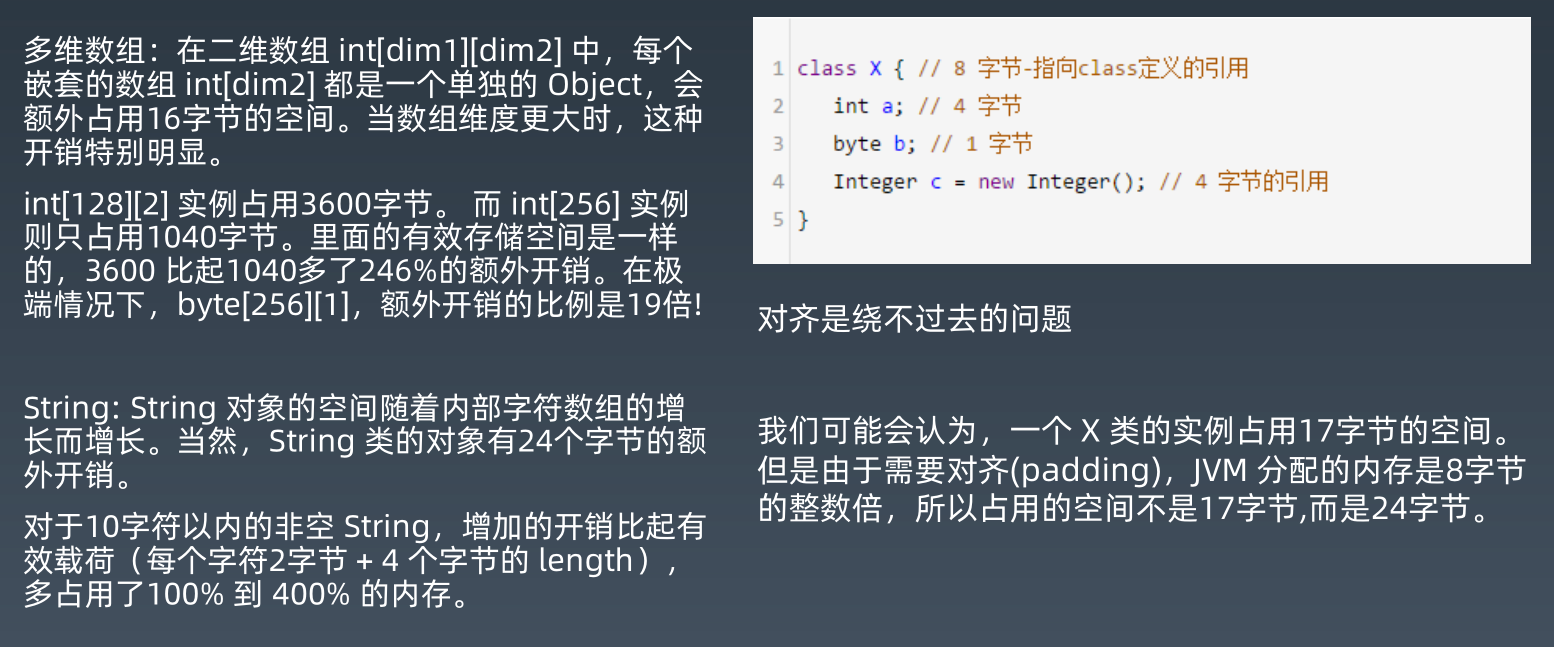 多维数组：在二维数组 int[dim1][dim2] 中，每个
嵌套的数组 int[dim2] 都是一个单独的 Object，会
额外占用16字节的空间。当数组维度更大时，这种
开销特别明显。
int[128][2] 实例占用3600字节。 而 int[256] 实例
则只占用1040字节。里面的有效存储空间是一样
的，3600 比起1040多了246%的额外开销。在极
端情况下，byte[256][1]，额外开销的比例是19倍!
String: String 对象的空间随着内部字符数组的增
长而增长。当然，String 类的对象有24个字节的额
外开销。
对于10字符以内的非空 String，增加的开销比起有
效载荷（每个字符2字节 + 4 个字节的 length），
多占用了100% 到 400% 的内存。
1 class X { // 8 字节-指向class定义的引用
2 int a; // 4 字节
3 byte b; // 1 字节
4 Integer c = new Integer(); // 4 字节的引用
5 }
对齐是绕不过去的问题
我们可能会认为，一个 X 类的实例占用17字节的空间。
但是由于需要对齐(padding)，JVM 分配的内存是8字节
的整数倍，所以占用的空间不是17字节,而是24字节。